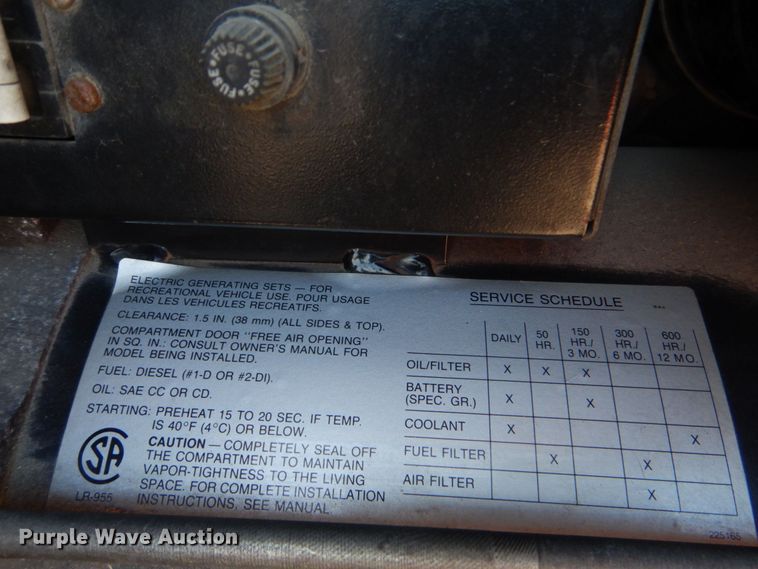 FUSE FUSE FUSE
ELECTRIC GENERATING SETS — FOR
RECREATIONAL VEHICLE USE. POUR USAGE
DANS LES VEHICULES RECREATIFS.
CLEARANCE: 1.5 IN. (38 mm) (ALL SIDES & TOP).
COMPARTMENT DOOR "FREE AIR OPENING"
IN SQ. IN.: CONSULT OWNER'S MANUAL FOR
MODEL BEING INSTALLED.
FUEL: DIESEL (#1-D OR #2-DI).
OIL: SAE CC OR CD.
STARTING: PREHEAT 15 TO 20 SEC. IF TEMP.
IS 40°F (4°C) OR BELOW.
CAUTION — COMPLETELY SEAL OFF
THE COMPARTMENT TO MAINTAIN
VAPOR-TIGHTNESS TO THE LIVING
SPACE. FOR COMPLETE INSTALLATION
INSTRUCTIONS, SEE MANUAL.
SA
LR-955
SERVICE SCHEDULE
DAILY 50 HR. 150 HR./ 3 MO. 300 HR./ 6 MO. 600 HR./ 12 MO.
OIL/FILTER X X X
BATTERY (SPEC. GR.) X X
COOLANT X X
FUEL FILTER X X
AIR FILTER X
225165
Purple Wave Auction